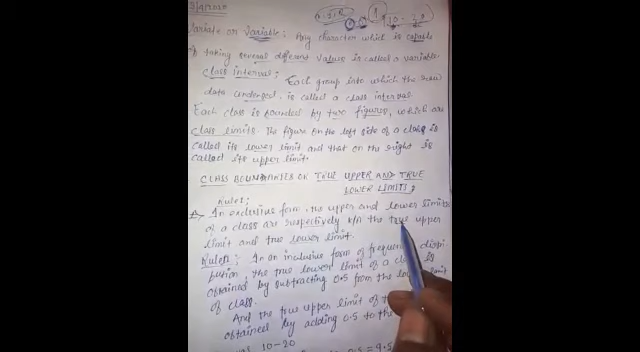 Variate or Variable: Any character which is capable
of taking several different values is called a variable
Class interval: Each group into which the raw
data condensed is called a class interval
Each class is bounded by two figures, which are
class limits. The figure on the left side of a class is
called its lower limit and that on the right is
called its upper limit.
CLASS BOUNDARIES OR TRUE UPPER AND TRUE
LOWER LIMITS:
Rule1:
In exclusive form, the upper and lower limits
of a class are respectively the true upper
limit and true lower limit.
Rule2: In an inclusive form of frequency
the true lower limit of a class is
obtained by subtracting 0.5 from the limit
of class.
And the true upper limit of
obtained by adding 0.5 to the
10-20